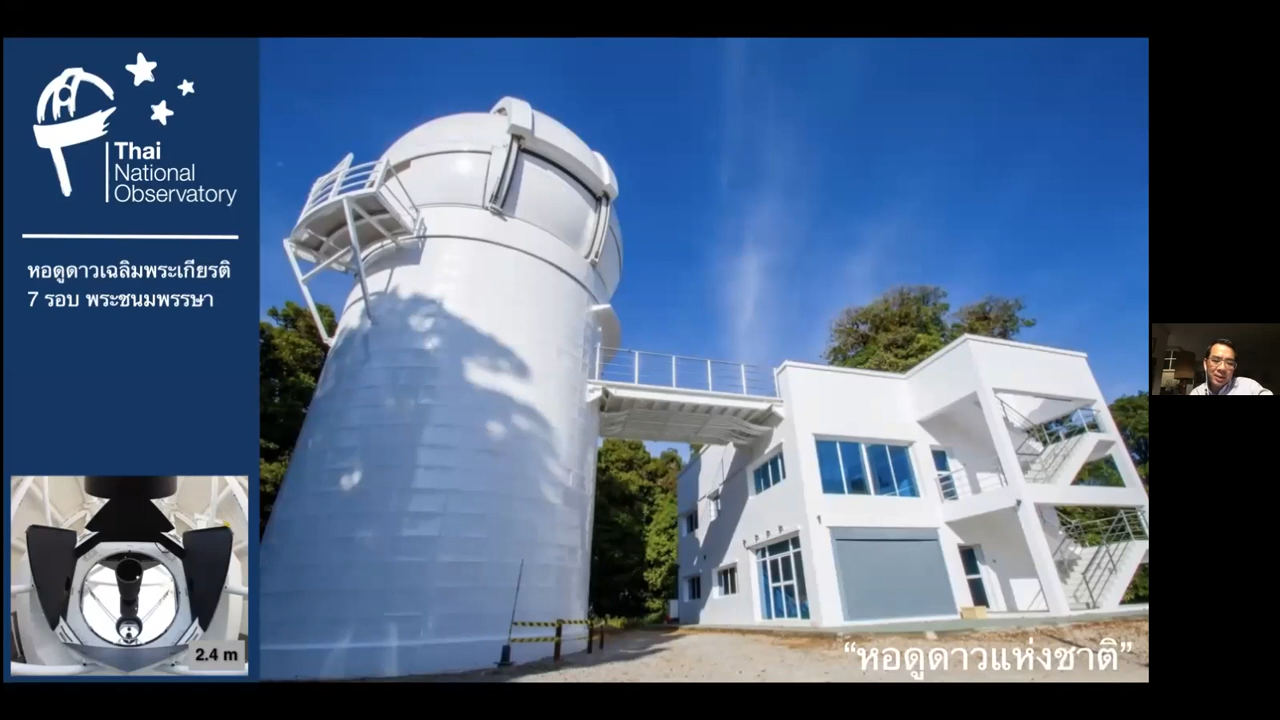 Thai
National
Observatory
หอดูดาวเฉลิมพระเกียรติ
7 รอบ พระชนมพรรษา
2.4 m
“หอดูดาวแห่งชาติ”